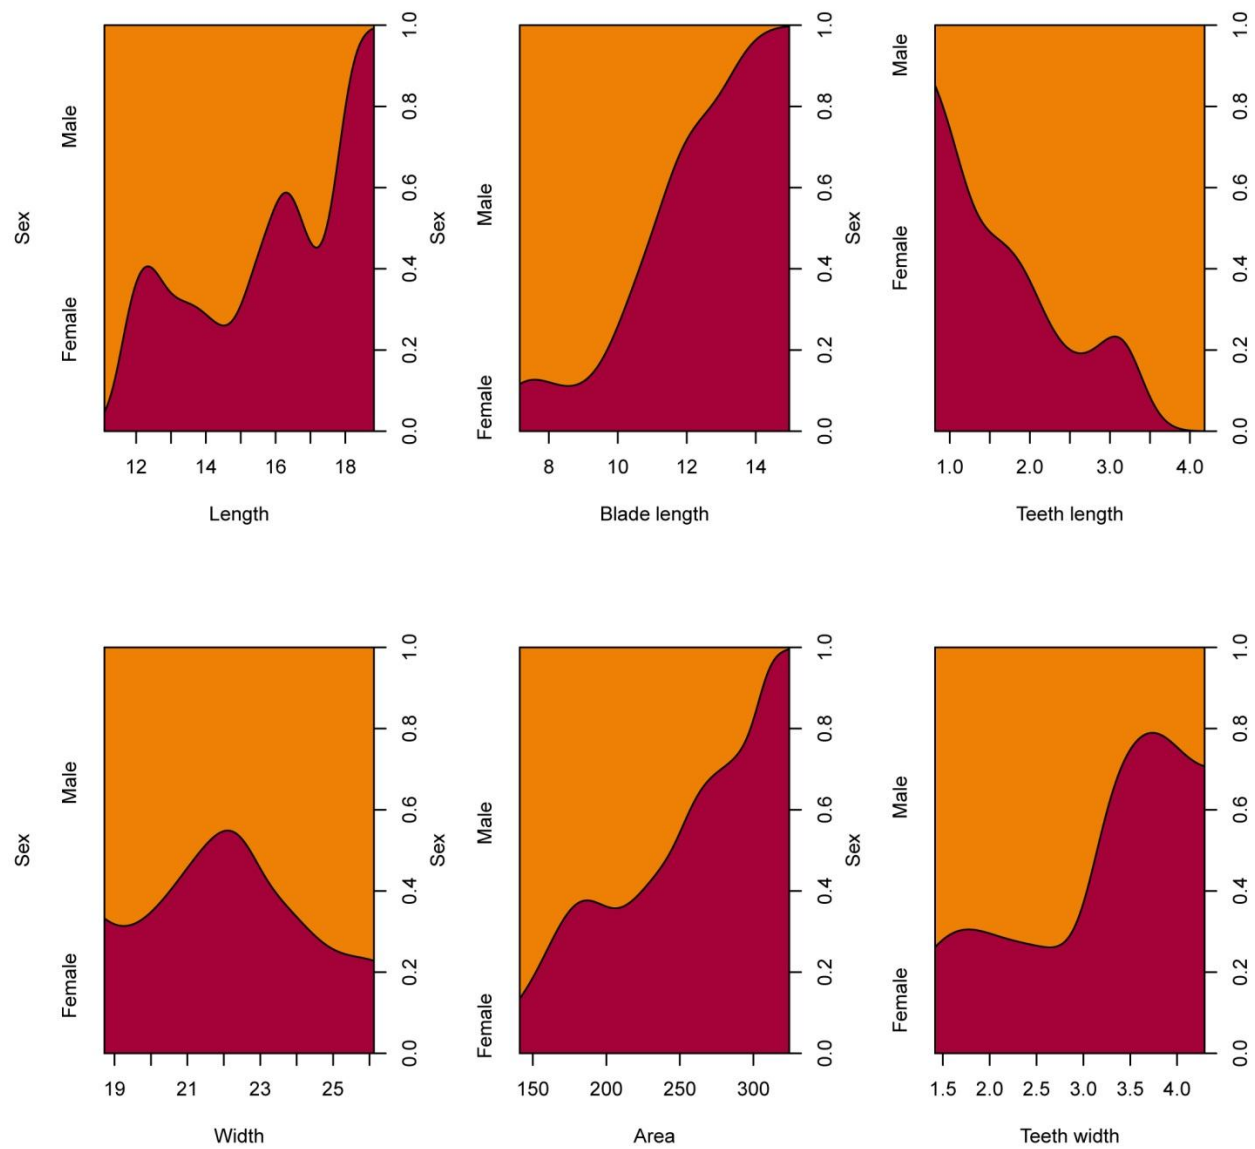 Sex
Female
Male
0.0 0.2 0.4 0.6 0.8 1.0
12 14 16 18
Length
Sex
Female
Male
0.0 0.2 0.4 0.6 0.8 1.0
8 10 12 14
Blade length
Sex
Female
Male
0.0 0.2 0.4 0.6 0.8 1.0
1.0 2.0 3.0 4.0
Teeth length
Sex
Female
Male
0.0 0.2 0.4 0.6 0.8 1.0
19 21 23 25
Width
Sex
Female
Male
0.0 0.2 0.4 0.6 0.8 1.0
150 200 250 300
Area
Sex
Female
Male
0.0 0.2 0.4 0.6 0.8 1.0
1.5 2.0 2.5 3.0 3.5 4.0
Teeth width